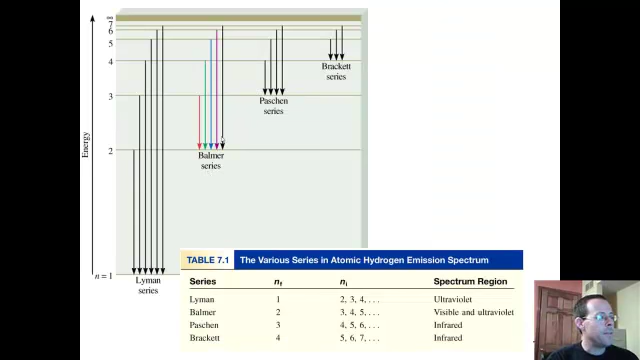 ∞
7
6
5
4
Brackett
series
3
Paschen
series
Energy
2
Balmer
series
n = 1
Lyman
series
TABLE 7.1 The Various Series in Atomic Hydrogen Emission Spectrum
Series nf ni Spectrum Region
Lyman 1 2, 3, 4, . . . Ultraviolet
Balmer 2 3, 4, 5, . . . Visible and ultraviolet
Paschen 3 4, 5, 6, . . . Infrared
Brackett 4 5, 6, 7, . . . Infrared